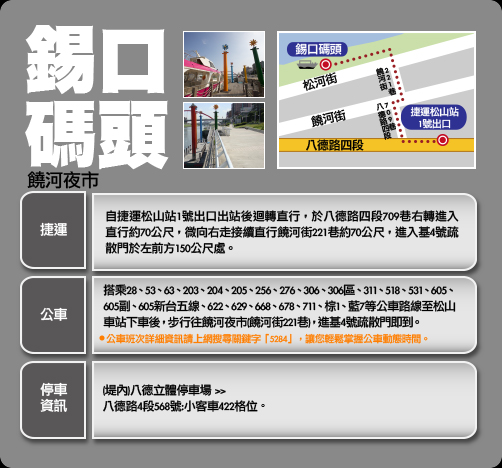 錫口
碼頭
饒河夜市
錫口碼頭
松河街
饒河街
221巷
饒河街
八德路四段
709巷
八德路四段
捷運松山站
1號出口
捷運
自捷運松山站1號出口出站後迴轉直行，於八德路四段709巷右轉進入
直行約70公尺，微向右走接續直行饒河街221巷約70公尺，進入基4號疏
散門於左前方150公尺處。
公車
搭乘28、53、63、203、204、205、256、276、306、306區、311、518、531、605、
605副、605新台五線、622、629、668、678、711、棕1、藍7等公車路線至松山
車站下車後，步行往饒河夜市(饒河街221巷)，進基4號疏散門即到。
●公車班次詳細資訊請上網搜尋關鍵字「5284」，讓您輕鬆掌握公車動態時間。
停車
資訊
(堤內)八德立體停車場 >>
八德路4段568號:小客車422格位。